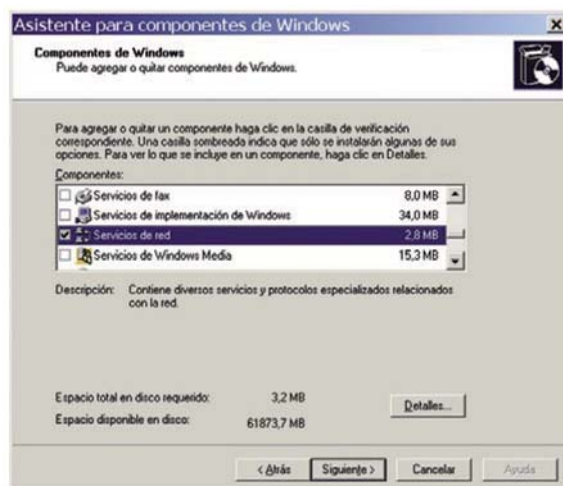 Asistente para componentes de Windows
Componentes de Windows
Puede agregar o quitar componentes de Windows.
Para agregar o quitar un componente haga clic en la casilla de verificación
correspondiente. Una casilla sombreada indica que sólo se instalarán algunas de sus
opciones. Para ver lo que se incluye en un componente, haga clic en Detalles.
Componentes:
Servicios de fax 8,0 MB
Servicios de implementación de Windows 34,0 MB
Servicios de red 2,8 MB
Servicios de Windows Media 15,3 MB
Descripción: Contiene diversos servicios y protocolos especializados relacionados
con la red.
Espacio total en disco requerido: 3,2 MB
Espacio disponible en disco: 61873,7 MB
Detalles...
< Atrás Siguiente > Cancelar Ayuda